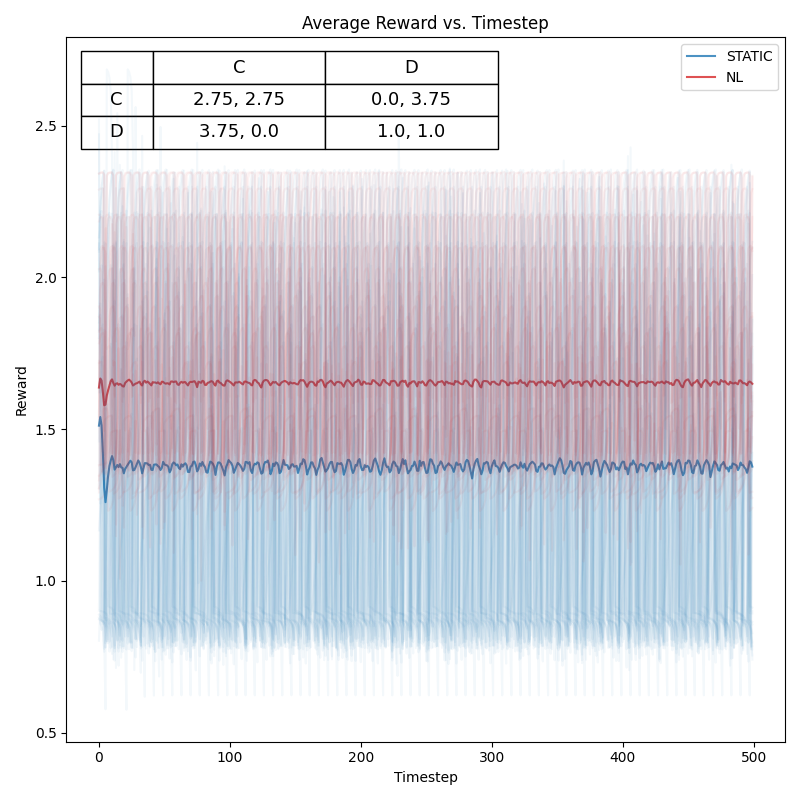 Average Reward vs. Timestep
C D
C 2.75, 2.75 0.0, 3.75
D 3.75, 0.0 1.0, 1.0
STATIC
NL
2.5
2.0
1.5
1.0
0.5
Reward
0 100 200 300 400 500
Timestep